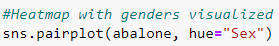 #Heatmap with genders visualized
sns.pairplot(abalone, hue="Sex")